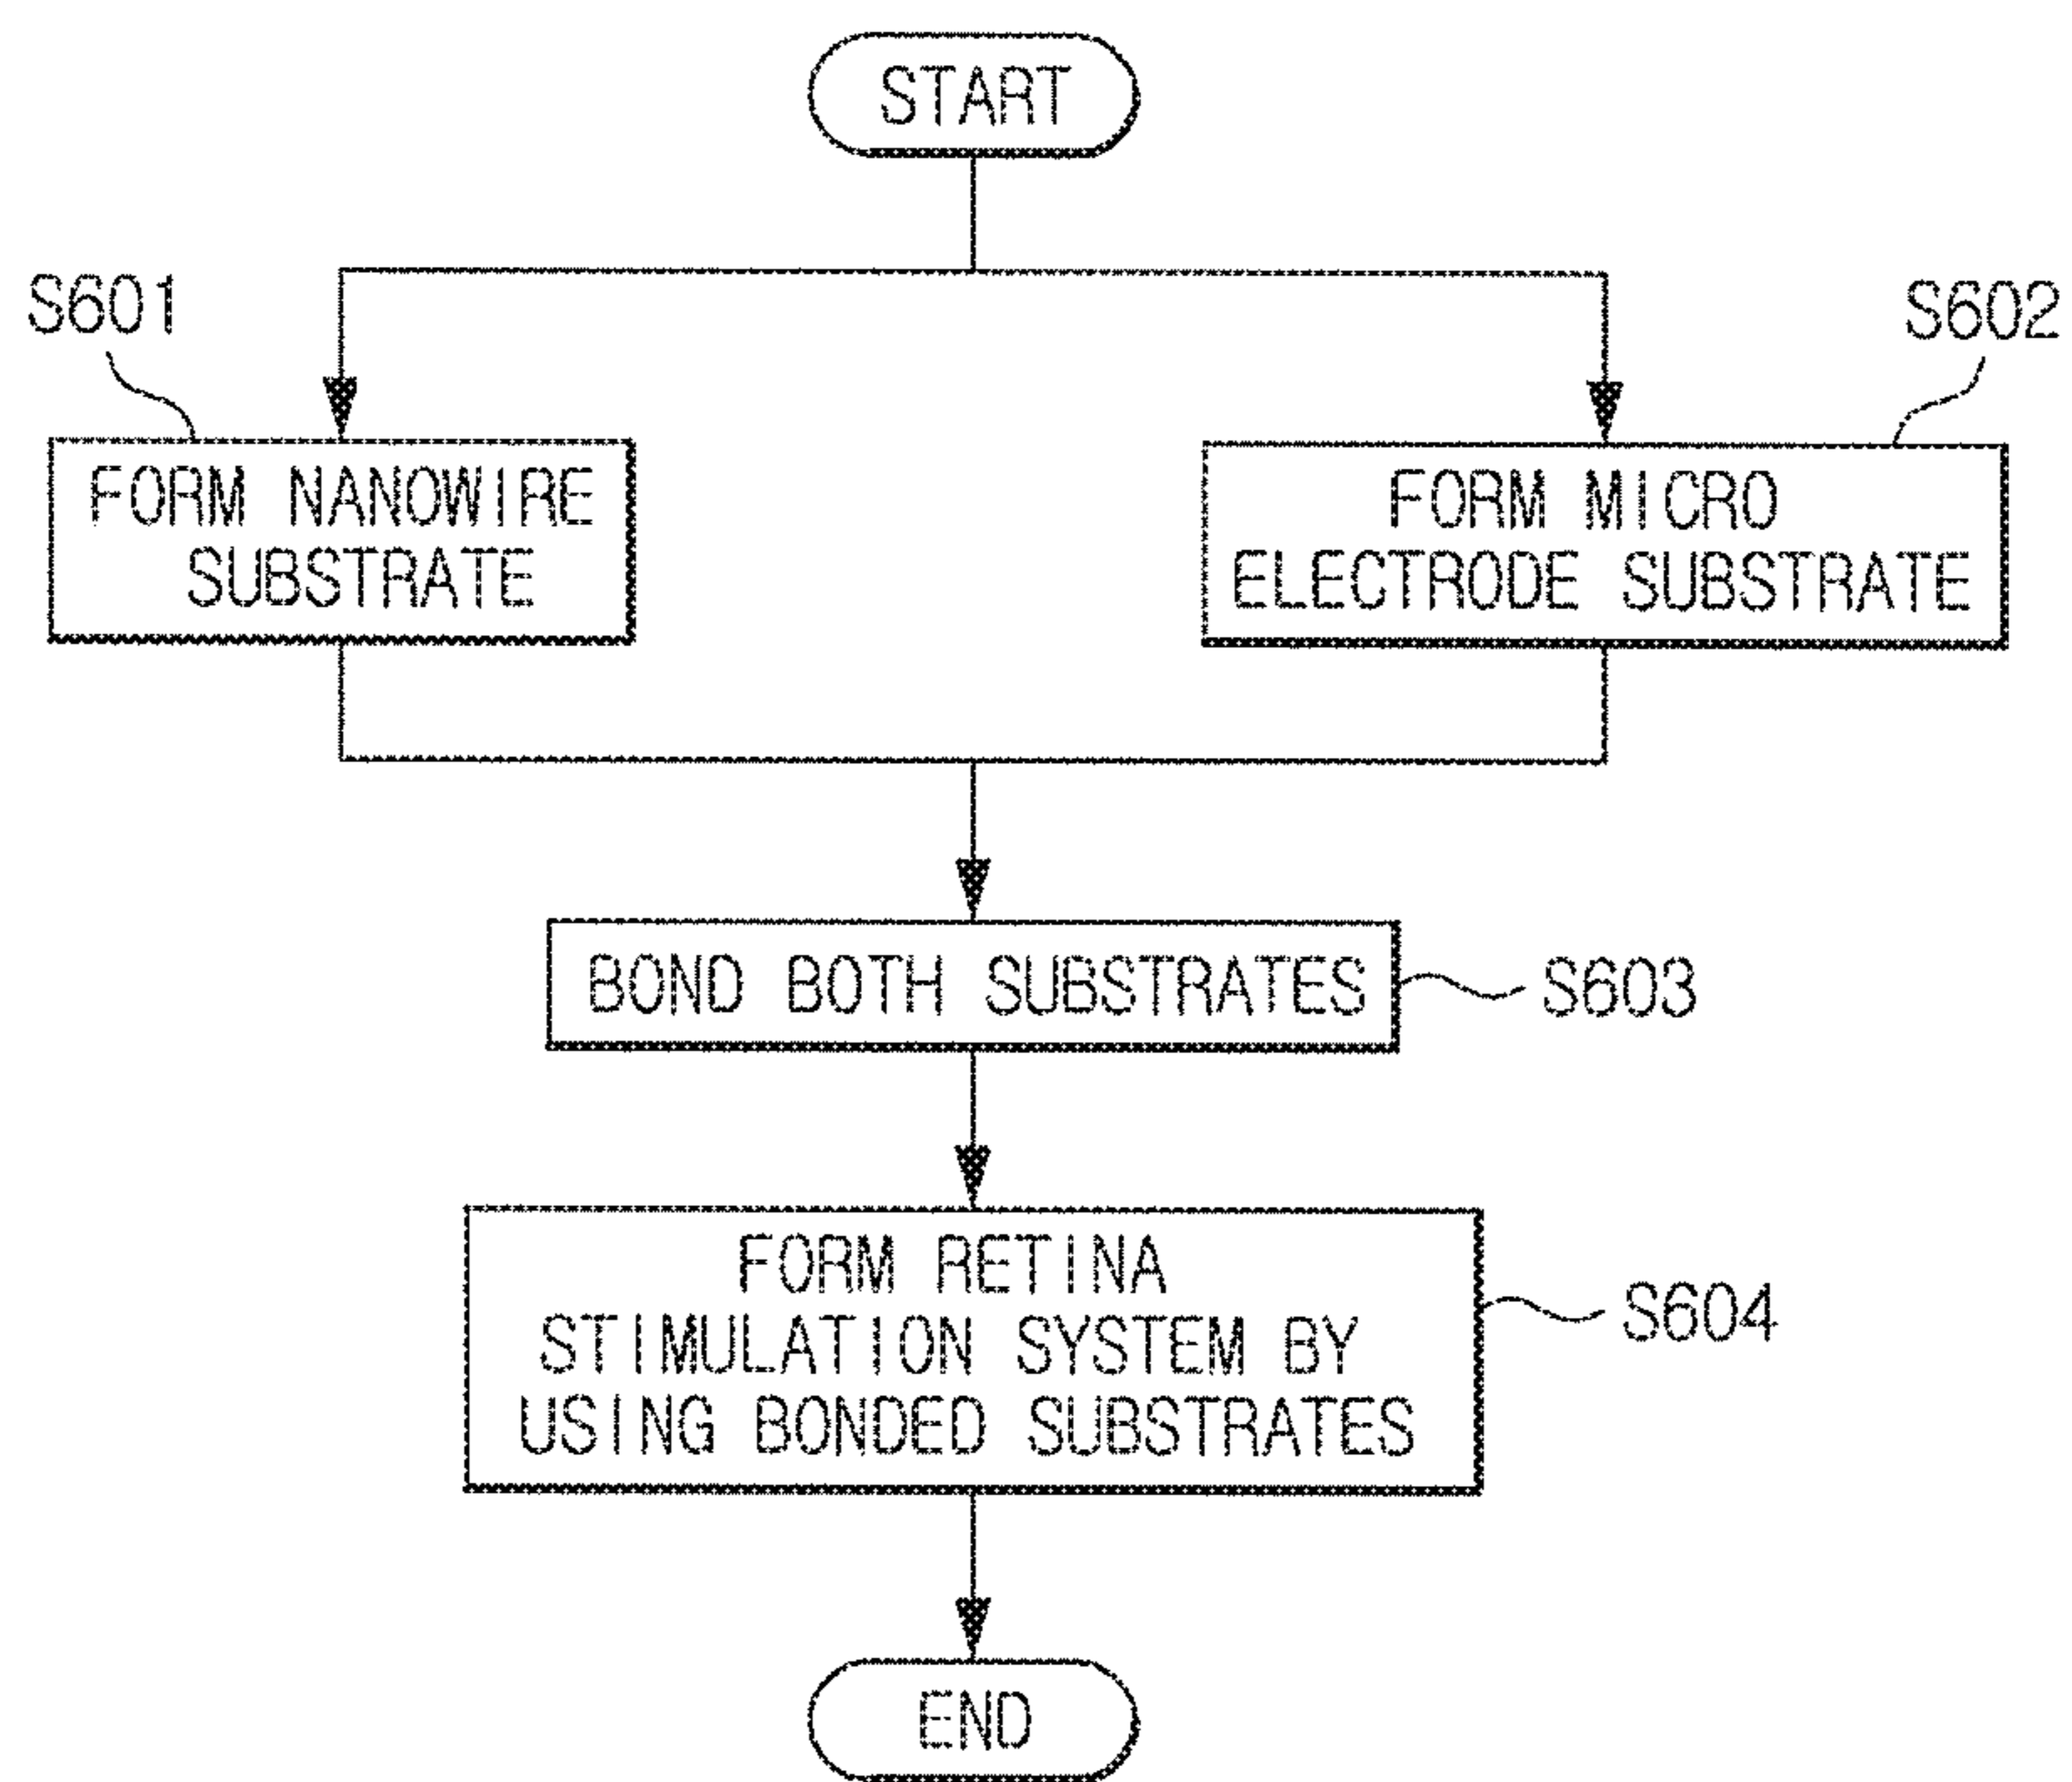 START
S601
S602
FORM NANOWIRE
SUBSTRATE
FORM MICRO
ELECTRODE SUBSTRATE
BOND BOTH SUBSTRATES
S603
FORM RETINA
STIMULATION SYSTEM BY
USING BONDED SUBSTRATES
S604
END